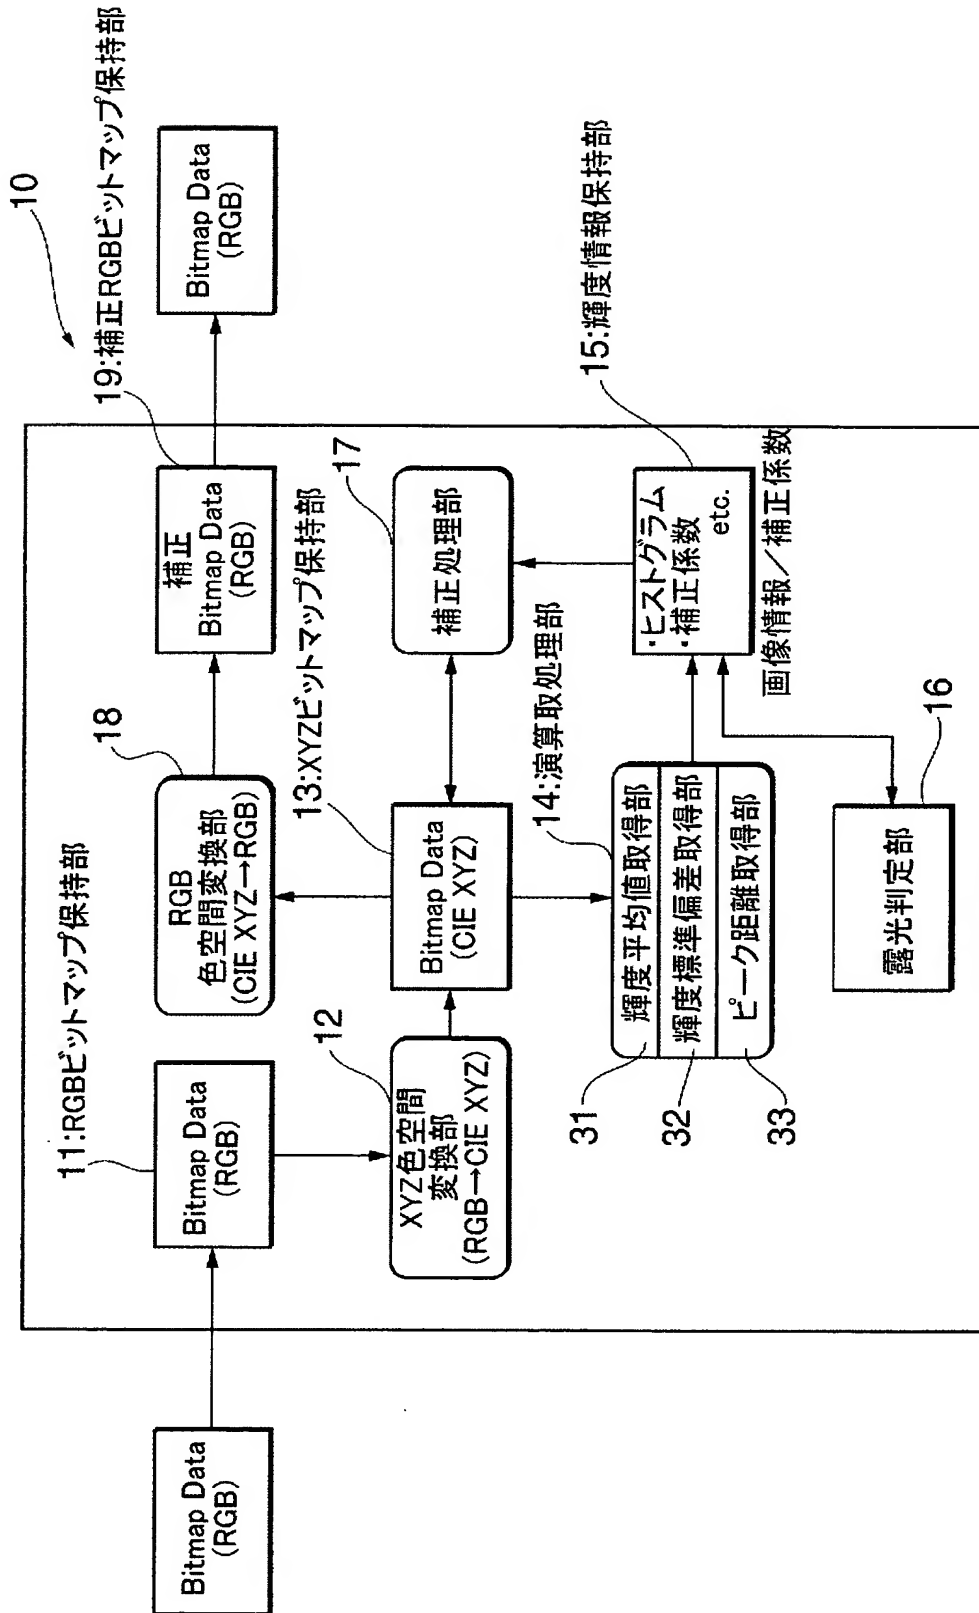 10
Bitmap Data
(RGB)
11:RGBビットマップ保持部
Bitmap Data
(RGB)
18
RGB
色空間変換部
(CIE XYZ→RGB)
19:補正RGBビットマップ保持部
補正
Bitmap Data
(RGB)
Bitmap Data
(RGB)
12
XYZ色空間
変換部
(RGB→CIE XYZ)
13:XYZビットマップ保持部
Bitmap Data
(CIE XYZ)
17
補正処理部
14:演算取処理部
31
輝度平均値取得部
32
輝度標準偏差取得部
33
ピーク距離取得部
15:輝度情報保持部
・ヒストグラム
・補正係数
etc.
画像情報/補正係数
16
露光判定部